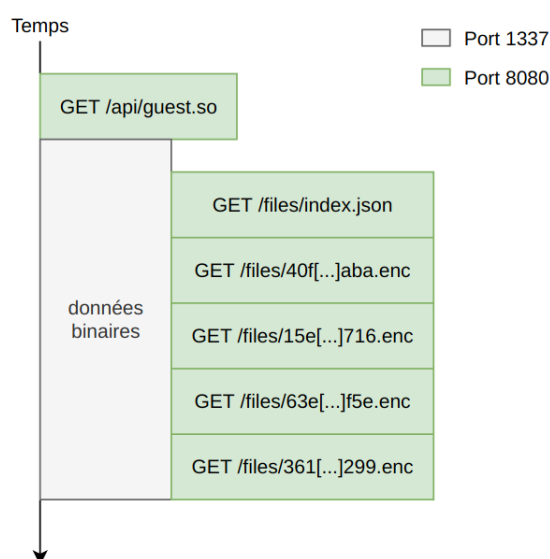 Temps
Port 1337
Port 8080
GET /api/guest.so
GET /files/index.json
GET /files/40f[...]aba.enc
données
binaires
GET /files/15e[...]716.enc
GET /files/63e[...]f5e.enc
GET /files/361[...]299.enc